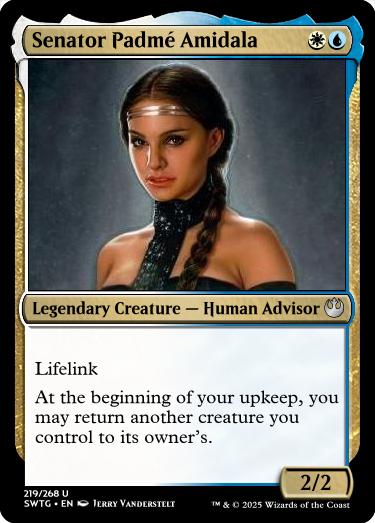 Senator Padmé Amidala
Legendary Creature — Human Advisor
Lifelink
At the beginning of your upkeep, you
may return another creature you
control to its owner's.
2/2
219/268 U
SWTG • EN Jerry Vanderstelt
™ & © 2025 Wizards of the Coast